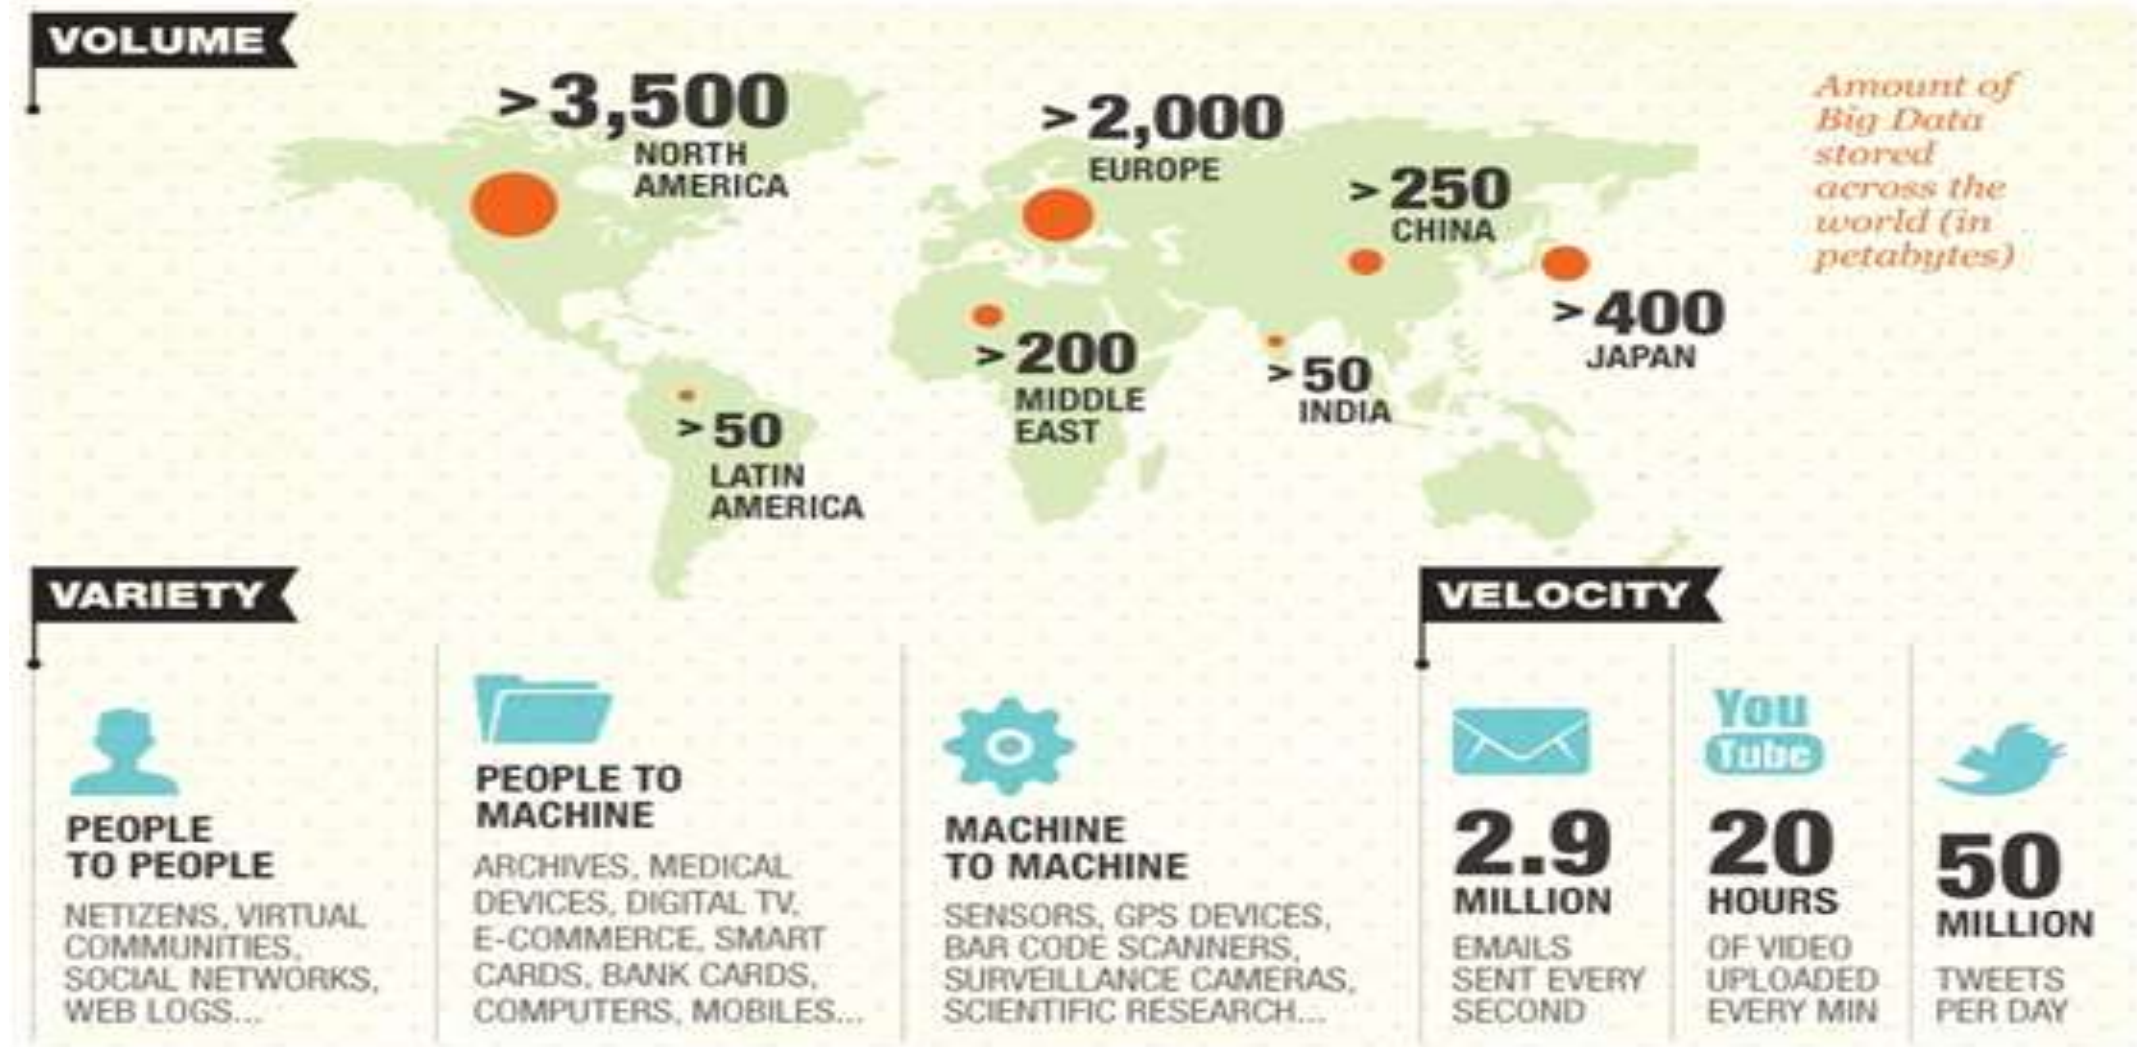 VOLUME
>3,500
NORTH
AMERICA
>2,000
EUROPE
>250
CHINA
>400
JAPAN
>200
MIDDLE
EAST
>50
INDIA
>50
LATIN
AMERICA
Amount of
Big Data
stored
across the
world (in
petabytes)
VARIETY
PEOPLE
TO PEOPLE
NETIZENS, VIRTUAL
COMMUNITIES,
SOCIAL NETWORKS,
WEB LOGS...
PEOPLE TO
MACHINE
ARCHIVES, MEDICAL
DEVICES, DIGITAL TV,
E-COMMERCE, SMART
CARDS, BANK CARDS,
COMPUTERS, MOBILES...
MACHINE
TO MACHINE
SENSORS, GPS DEVICES,
BAR CODE SCANNERS,
SURVEILLANCE CAMERAS,
SCIENTIFIC RESEARCH...
VELOCITY
2.9
MILLION
EMAILS
SENT EVERY
SECOND
You
Tube
20
HOURS
OF VIDEO
UPLOADED
EVERY MIN
50
MILLION
TWEETS
PER DAY